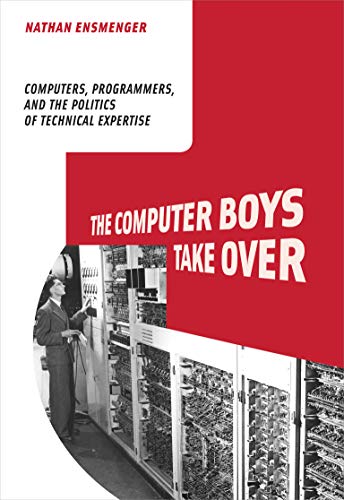 NATHAN ENSMENGER
COMPUTERS, PROGRAMMERS,
AND THE POLITICS
OF TECHNICAL EXPERTISE
THE COMPUTER BOYS
TAKE OVER